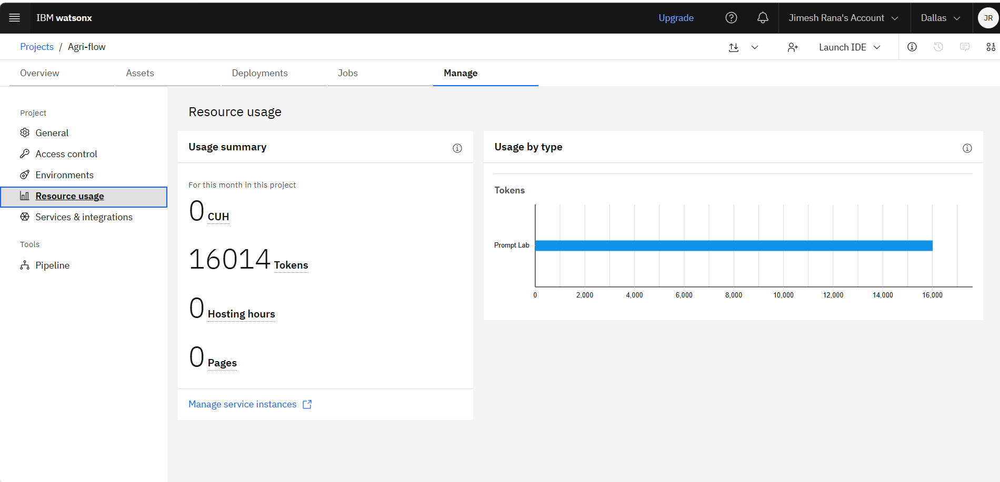 IBM watsonx
Upgrade
Jimesh Rana's Account
Dallas
JR
Projects / Agri-flow
Launch IDE
Overview
Assets
Deployments
Jobs
Manage
Project
General
Access control
Environments
Resource usage
Services & integrations
Tools
Pipeline
Resource usage
Usage summary
For this month in this project
0 CUH
16014 Tokens
0 Hosting hours
0 Pages
Manage service instances
Usage by type
Tokens
Prompt Lab
0 2,000 4,000 6,000 8,000 10,000 12,000 14,000 16,000